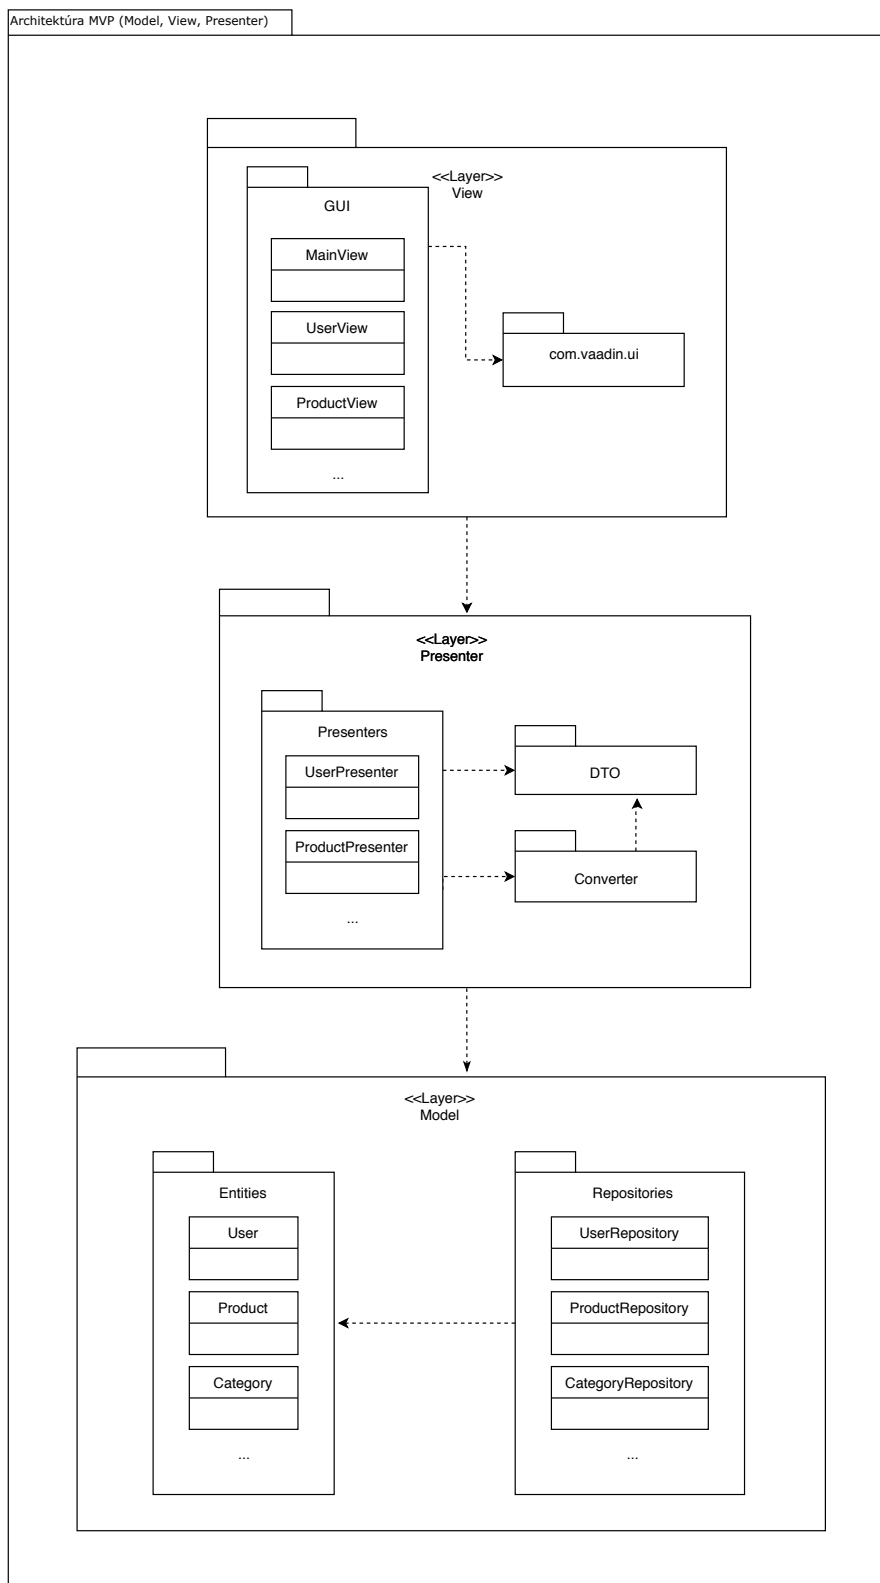 Architektúra MVP (Model, View, Presenter)
<<Layer>>
View
GUI
MainView
UserView
ProductView
...
com.vaadin.ui
<<Layer>>
Presenter
Presenters
UserPresenter
ProductPresenter
...
DTO
Converter
<<Layer>>
Model
Entities
User
Product
Category
...
Repositories
UserRepository
ProductRepository
CategoryRepository
...